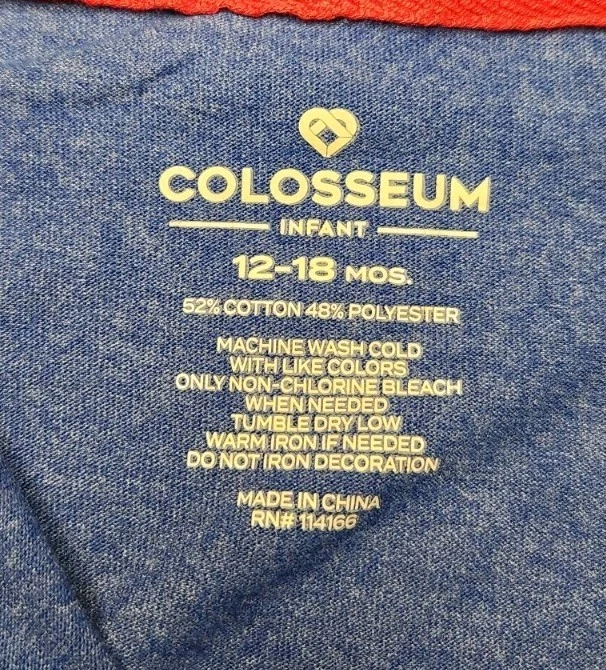 COLOSSEUM
INFANT
12-18 MOS.
52% COTTON 48% POLYESTER
MACHINE WASH COLD
WITH LIKE COLORS
ONLY NON-CHLORINE BLEACH
WHEN NEEDED
TUMBLE DRY LOW
WARM IRON IF NEEDED
DO NOT IRON DECORATION
MADE IN CHINA
RN# 114166